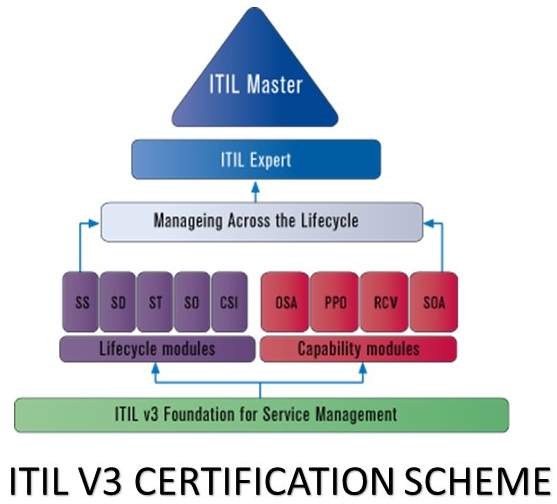 ITIL Master
ITIL Expert
Manageing Across the Lifecycle
SS SD ST SO CSI OSA PPO RCV SOA
Lifecycle modules Capability modules
ITIL v3 Foundation for Service Management
ITIL V3 CERTIFICATION SCHEME